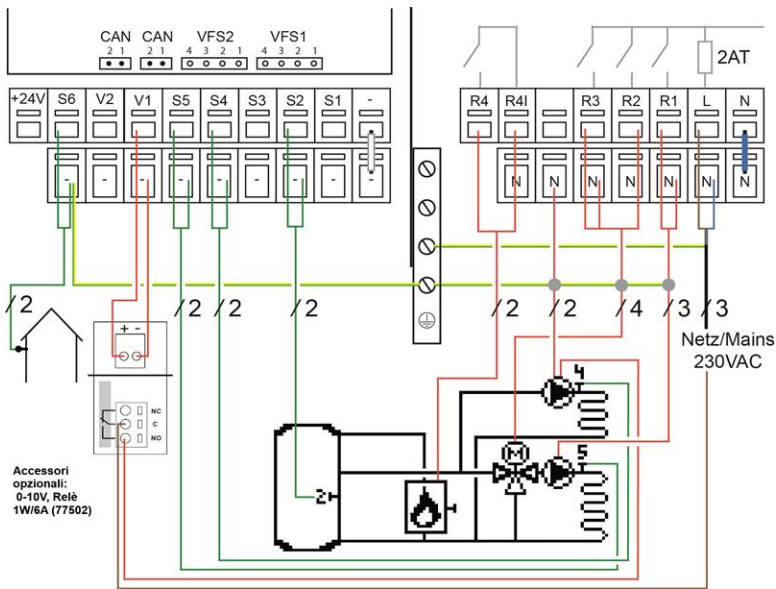 CAN CAN VFS2 VFS1
2 1 2 1 4 3 2 1 4 3 2 1
2AT
+24V S6 V2 V1 S5 S4 S3 S2 S1 -
R4 R4I R3 R2 R1 L N
- - - - - - - - -
N N N N N N N
2 2 2 2 2 2 4 3 3
Netz/Mains
230VAC
+ -
NC
C
NO
4
M 5
2
Accessori
opzionali:
0-10V, Relè
1W/6A (77502)